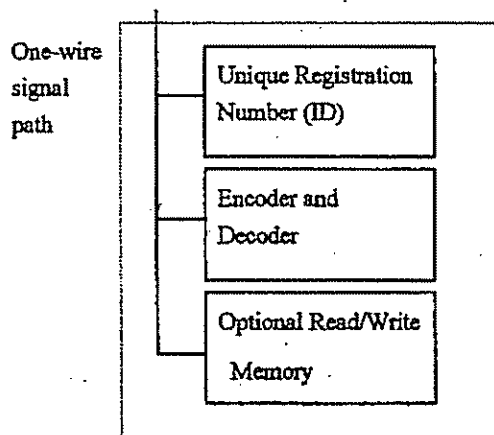 One-wire
signal
path
Unique Registration
Number (ID)
Encoder and
Decoder
Optional Read/Write
Memory